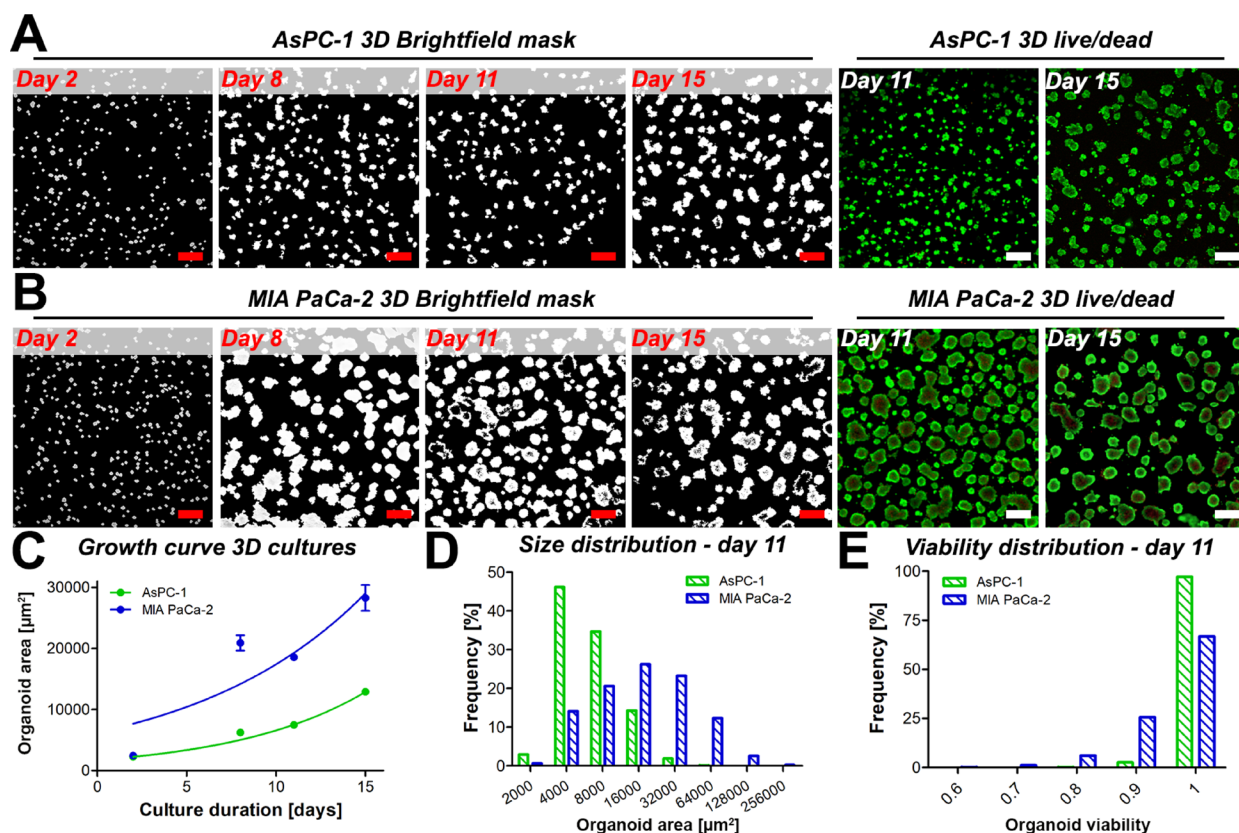 A
AsPC-1 3D Brightfield mask
AsPC-1 3D live/dead
Day 2
Day 8
Day 11
Day 15
Day 11
Day 15
B
MIA PaCa-2 3D Brightfield mask
MIA PaCa-2 3D live/dead
Day 2
Day 8
Day 11
Day 15
Day 11
Day 15
C
Growth curve 3D cultures
Organoid area [µm²]
30000
20000
10000
0
AsPC-1
MIA PaCa-2
0
5
10
15
Culture duration [days]
D
Size distribution - day 11
Frequency [%]
50
40
30
20
10
0
AsPC-1
MIA PaCa-2
2000
4000
8000
16000
32000
64000
128000
256000
Organoid area [µm²]
E
Viability distribution - day 11
Frequency [%]
100
75
50
25
0
AsPC-1
MIA PaCa-2
0.6
0.7
0.8
0.9
1
Organoid viability